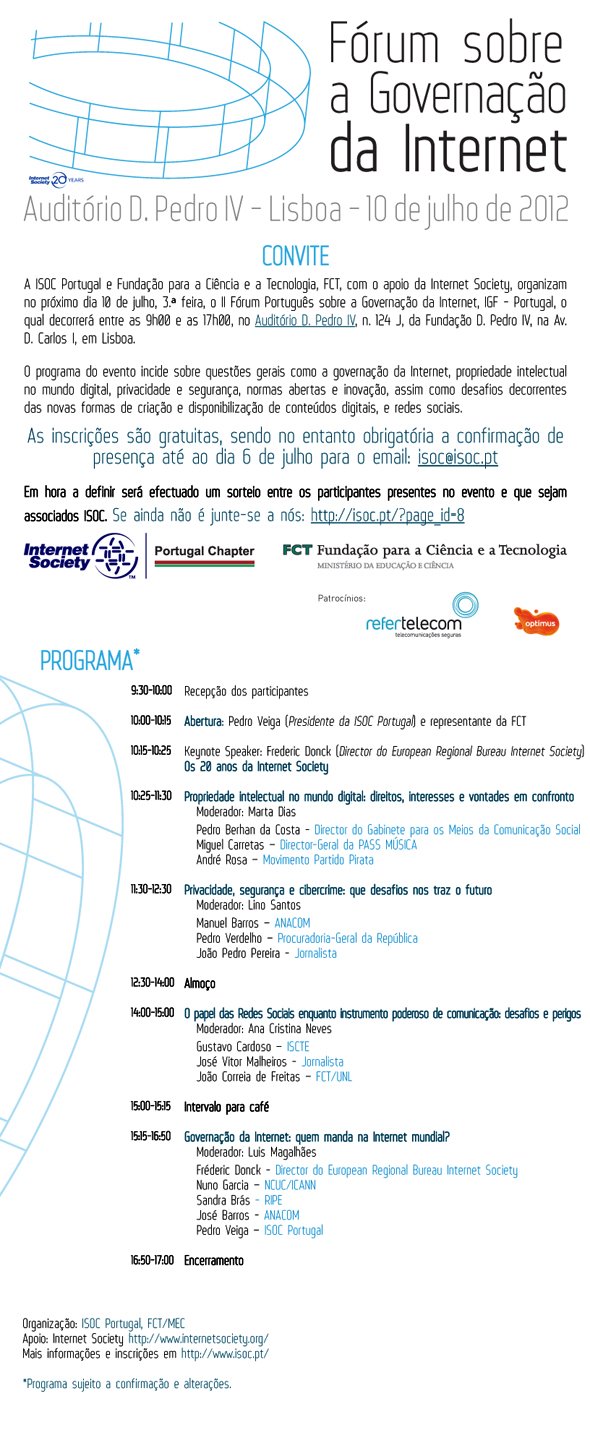 Fórum sobre
a Governação
da Internet
Internet
Society 20 YEARS
Auditório D. Pedro IV - Lisboa - 10 de julho de 2012
CONVITE
A ISOC Portugal e Fundação para a Ciência e a Tecnologia, FCT, com o apoio da Internet Society, organizam
no próximo dia 10 de julho, 3.ª feira, o II Fórum Português sobre a Governação da Internet, IGF - Portugal, o
qual decorrerá entre as 9h00 e as 17h00, no Auditório D. Pedro IV, n. 124 J, da Fundação D. Pedro IV, na Av.
D. Carlos I, em Lisboa.
O programa do evento incide sobre questões gerais como a governação da Internet, propriedade intelectual
no mundo digital, privacidade e segurança, normas abertas e inovação, assim como desafios decorrentes
das novas formas de criação e disponibilização de conteúdos digitais, e redes sociais.
As inscrições são gratuitas, sendo no entanto obrigatória a confirmação de
presença até ao dia 6 de julho para o email: isoc@isoc.pt
Em hora a definir será efectuado um sorteio entre os participantes presentes no evento e que sejam
associados ISOC. Se ainda não é junte-se a nós: http://isoc.pt/?page_id=8
Internet
Society TM Portugal Chapter
FCT Fundação para a Ciência e a Tecnologia
MINISTÉRIO DA EDUCAÇÃO E CIÊNCIA
Patrocínios:
refertelecom
telecomunicações seguras
optimus
PROGRAMA*
9:30-10:00 Recepção dos participantes
10:00-10:15 Abertura: Pedro Veiga (Presidente da ISOC Portugal) e representante da FCT
10:15-10:25 Keynote Speaker: Frederic Donck (Director do European Regional Bureau Internet Society)
Os 20 anos da Internet Society
10:25-11:30 Propriedade intelectual no mundo digital: direitos, interesses e vontades em confronto
Moderador: Marta Dias
Pedro Berhan da Costa - Director do Gabinete para os Meios da Comunicação Social
Miguel Carretas – Director-Geral da PASS MÚSICA
André Rosa – Movimento Partido Pirata
11:30-12:30 Privacidade, segurança e cibercrime: que desafios nos traz o futuro
Moderador: Lino Santos
Manuel Barros – ANACOM
Pedro Verdelho – Procuradoria-Geral da República
João Pedro Pereira - Jornalista
12:30-14:00 Almoço
14:00-15:00 O papel das Redes Sociais enquanto instrumento poderoso de comunicação: desafios e perigos
Moderador: Ana Cristina Neves
Gustavo Cardoso – ISCTE
José Vitor Malheiros - Jornalista
João Correia de Freitas – FCT/UNL
15:00-15:15 Intervalo para café
15:15-16:50 Governação da Internet: quem manda na Internet mundial?
Moderador: Luis Magalhães
Fréderic Donck - Director do European Regional Bureau Internet Society
Nuno Garcia – NCUC/ICANN
Sandra Brás - RIPE
José Barros - ANACOM
Pedro Veiga – ISOC Portugal
16:50-17:00 Encerramento
Organização: ISOC Portugal, FCT/MEC
Apoio: Internet Society http://www.internetsociety.org/
Mais informações e inscrições em http://www.isoc.pt/
*Programa sujeito a confirmação e alterações.